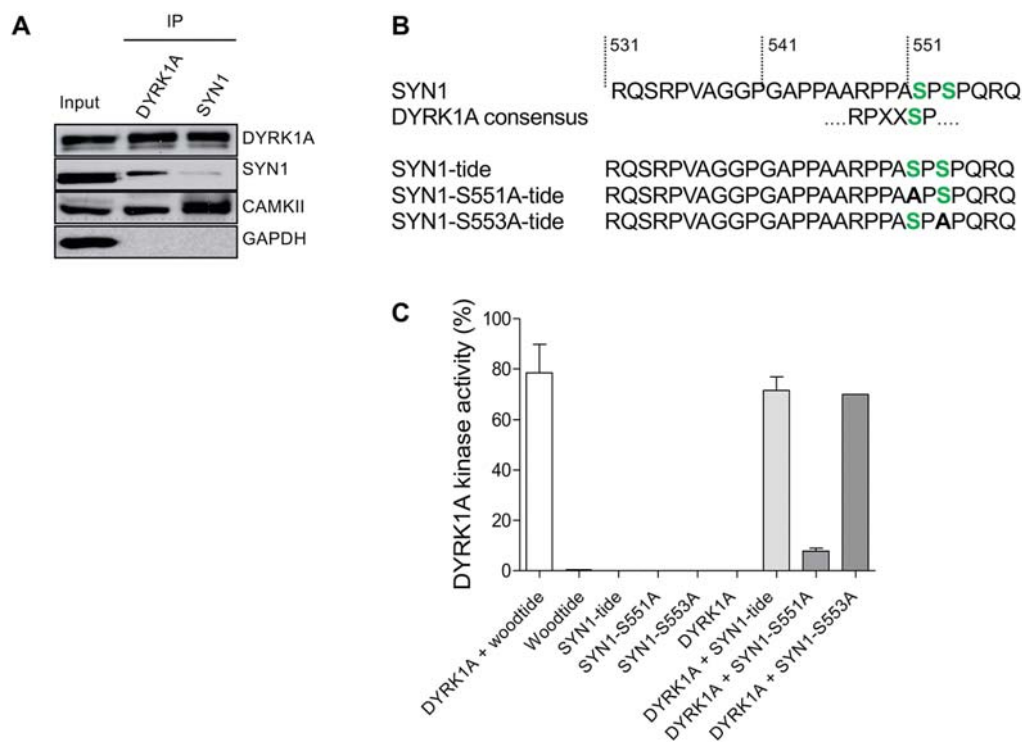 A
IP
Input
DYRK1A
SYN1
DYRK1A
SYN1
CAMKII
GAPDH
B
531 541 551
SYN1 RQSRPVAGGPGAPPAARPPASPSPQRQ
DYRK1A consensus ....RPXXSP....
SYN1-tide RQSRPVAGGPGAPPAARPPASPSPQRQ
SYN1-S551A-tide RQSRPVAGGPGAPPAARPPAAPSPQRQ
SYN1-S553A-tide RQSRPVAGGPGAPPAARPPASPAPQRQ
C
DYRK1A kinase activity (%)
100
80
60
40
20
0
DYRK1A + woodtide
Woodtide
SYN1-tide
SYN1-S551A
SYN1-S553A
DYRK1A
DYRK1A + SYN1-tide
DYRK1A + SYN1-S551A
DYRK1A + SYN1-S553A